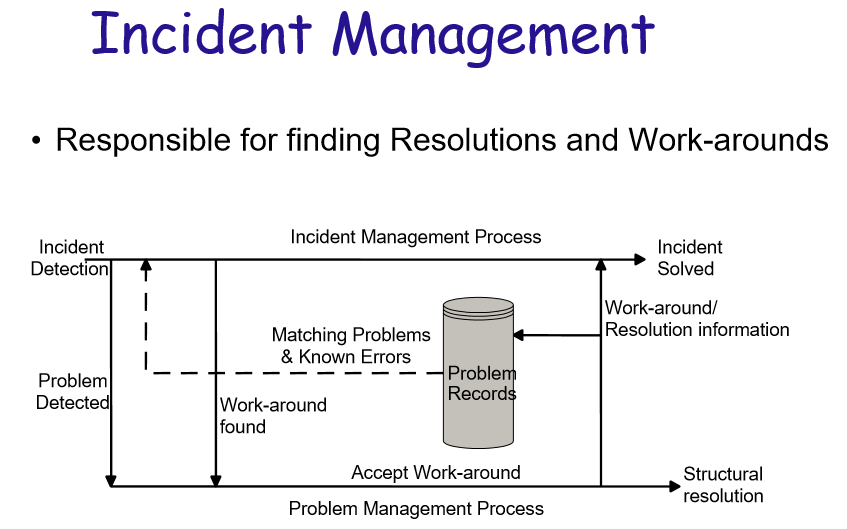 Incident Management
• Responsible for finding Resolutions and Work-arounds
Incident Management Process
Incident
Detection
Incident
Solved
Work-around/
Resolution information
Matching Problems
& Known Errors
Problem
Records
Problem
Detected
Work-around
found
Accept Work-around
Structural
resolution
Problem Management Process